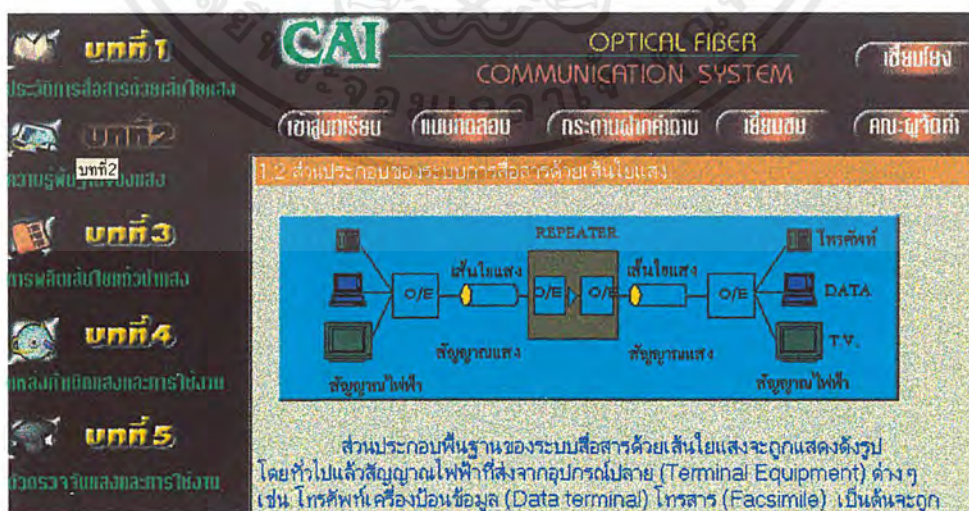 บทที่ 1
ประวัติการสื่อสารด้วยเส้นใยแสง
บทที่2
บทที่2
ความรู้พื้นฐานของแสง
บทที่3
การผลิตเส้นใยแก้วนำแสง
บทที่4
แหล่งกำเนิดแสงและการใช้งาน
บทที่5
ตัวตรวจจับแสงและการใช้งาน
CAI
OPTICAL FIBER
COMMUNICATION SYSTEM
เชื่อมโยง
เข้าสู่บทเรียน แบบทดสอบ กระดานฝากคำถาม เยี่ยมชม คณะผู้จัดทำ
1.2 ส่วนประกอบของระบบการสื่อสารด้วยเส้นใยแสง
REPEATER
โทรศัพท์
เส้นใยแสง เส้นใยแสง
O/E O/E O/E O/E DATA
T.V.
สัญญาณแสง สัญญาณแสง
สัญญาณไฟฟ้า สัญญาณไฟฟ้า
ส่วนประกอบพื้นฐานของระบบสื่อสารด้วยเส้นใยแสงจะถูกแสดงดังรูป
โดยทั่วไปแล้วสัญญาณไฟฟ้าที่ส่งจากอุปกรณ์ปลาย (Terminal Equipment) ต่าง ๆ
เช่น โทรศัพท์ เครื่องป้อนข้อมูล (Data terminal) โทรสาร (Facsimile) เป็นต้นจะถูก